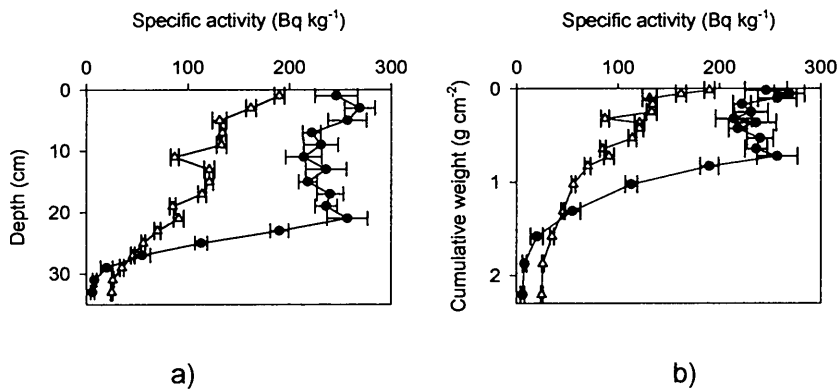 Specific activity (Bq kg⁻¹)
0 100 200 300
0
10
20
30
Depth (cm)
a)
Specific activity (Bq kg⁻¹)
0 100 200 300
0
1
2
Cumulative weight (g cm⁻²)
b)